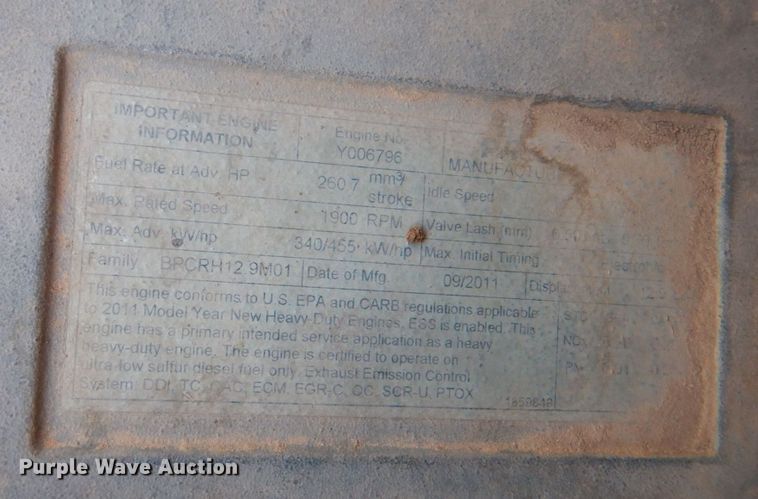 IMPORTANT ENGINE
INFORMATION
Engine No.
Y006796
Fuel Rate at Adv. HP
260.7 mm³/
stroke
Idle Speed
Max. Rated Speed
1900 RPM
Valve Lash (mm)
Max. Adv. kW/hp
340/455 kW/hp
Max. Initial Timing
Family BPCRH12.9M01
Date of Mfg. 09/2011
This engine conforms to U.S. EPA and CARB regulations applicable
to 2011 Model Year New Heavy-Duty Engines. ESS is enabled. This
engine has a primary intended service application as a heavy
heavy-duty engine. The engine is certified to operate on
ultra low sulfur diesel fuel only. Exhaust Emission Control
System: DDI, TC, CAC, ECM, EGR-C, OC, SCR-U, PTOX
Purple Wave Auction